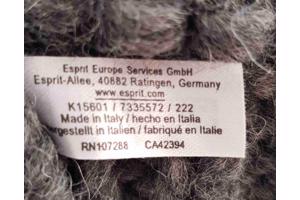 Esprit Europe Services GmbH
Esprit-Allee, 40882 Ratingen, Germany
www.esprit.com
K15601 / 7335572 / 222
Made in Italy / hecho en Italia
ergestellt in Italien / fabriqué en Italie
RN107288 CA42394